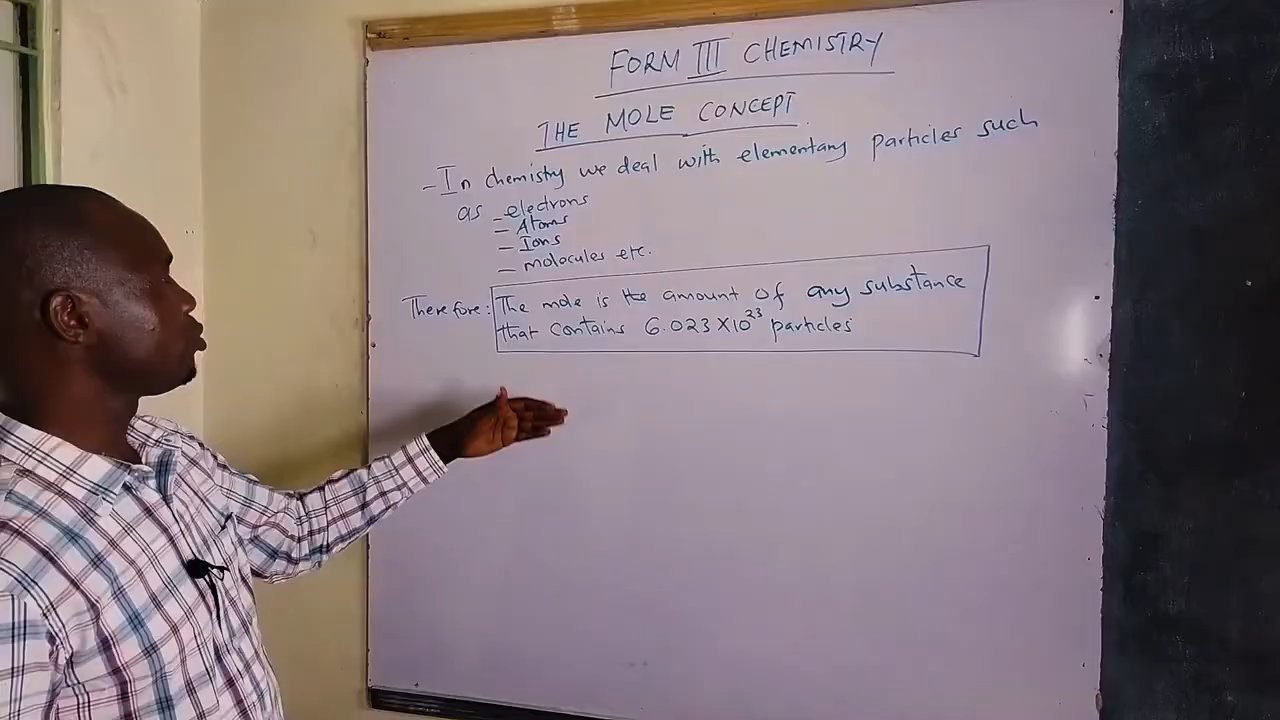 FORM III CHEMISTRY
THE MOLE CONCEPT
- In chemistry we deal with elementary particles such
as - electrons
- Atoms
- Ions
- molecules etc.
Therefore: The mole is the amount of any substance
that contains 6.023 X10²³ particles